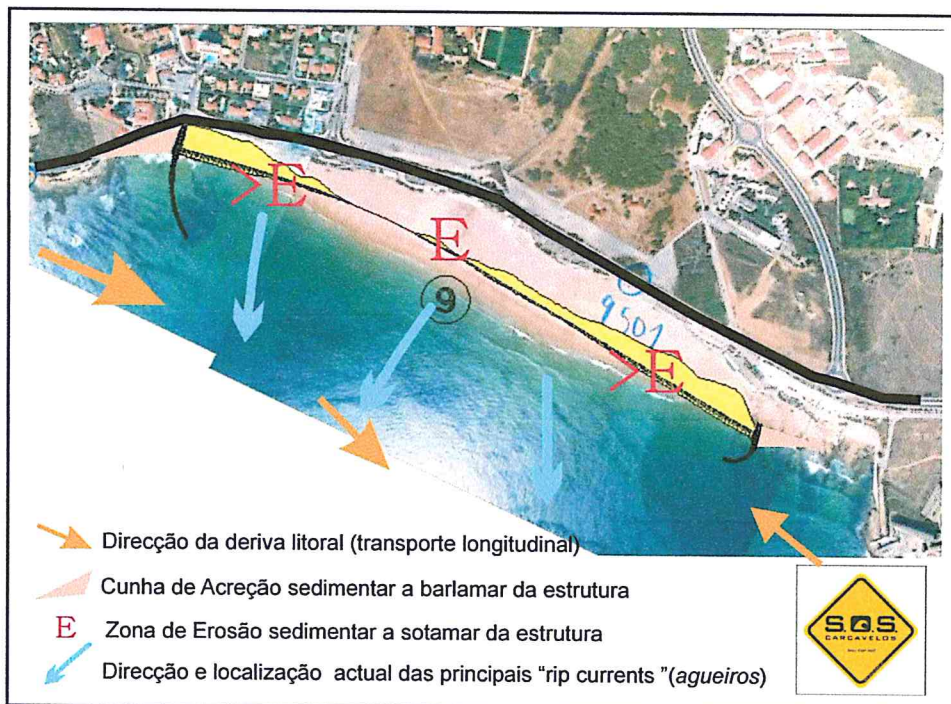 >E
E
9
9501
>E
Direcção da deriva litoral (transporte longitudinal)
Cunha de Acreção sedimentar a barlamar da estrutura
E Zona de Erosão sedimentar a sotamar da estrutura
Direcção e localização actual das principais “rip currents ”(agueiros)
S.O.S.
CARCAVELOS